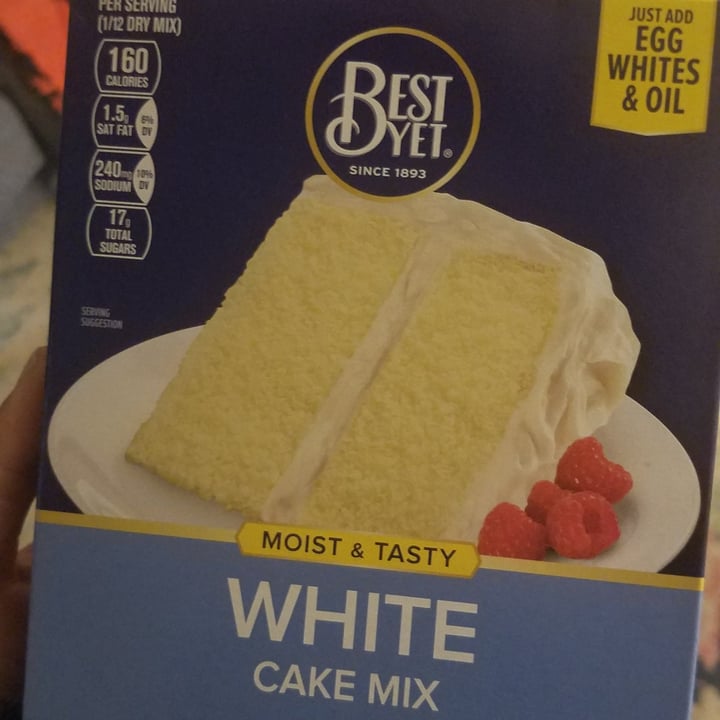 PER SERVING
(1/12 DRY MIX)
160
CALORIES
1.5g
SAT FAT
8%
DV
240mg
SODIUM
10%
DV
17g
TOTAL
SUGARS
SERVING
SUGGESTION
BEST
YET®
SINCE 1893
JUST ADD
EGG
WHITES
& OIL
MOIST & TASTY
WHITE
CAKE MIX